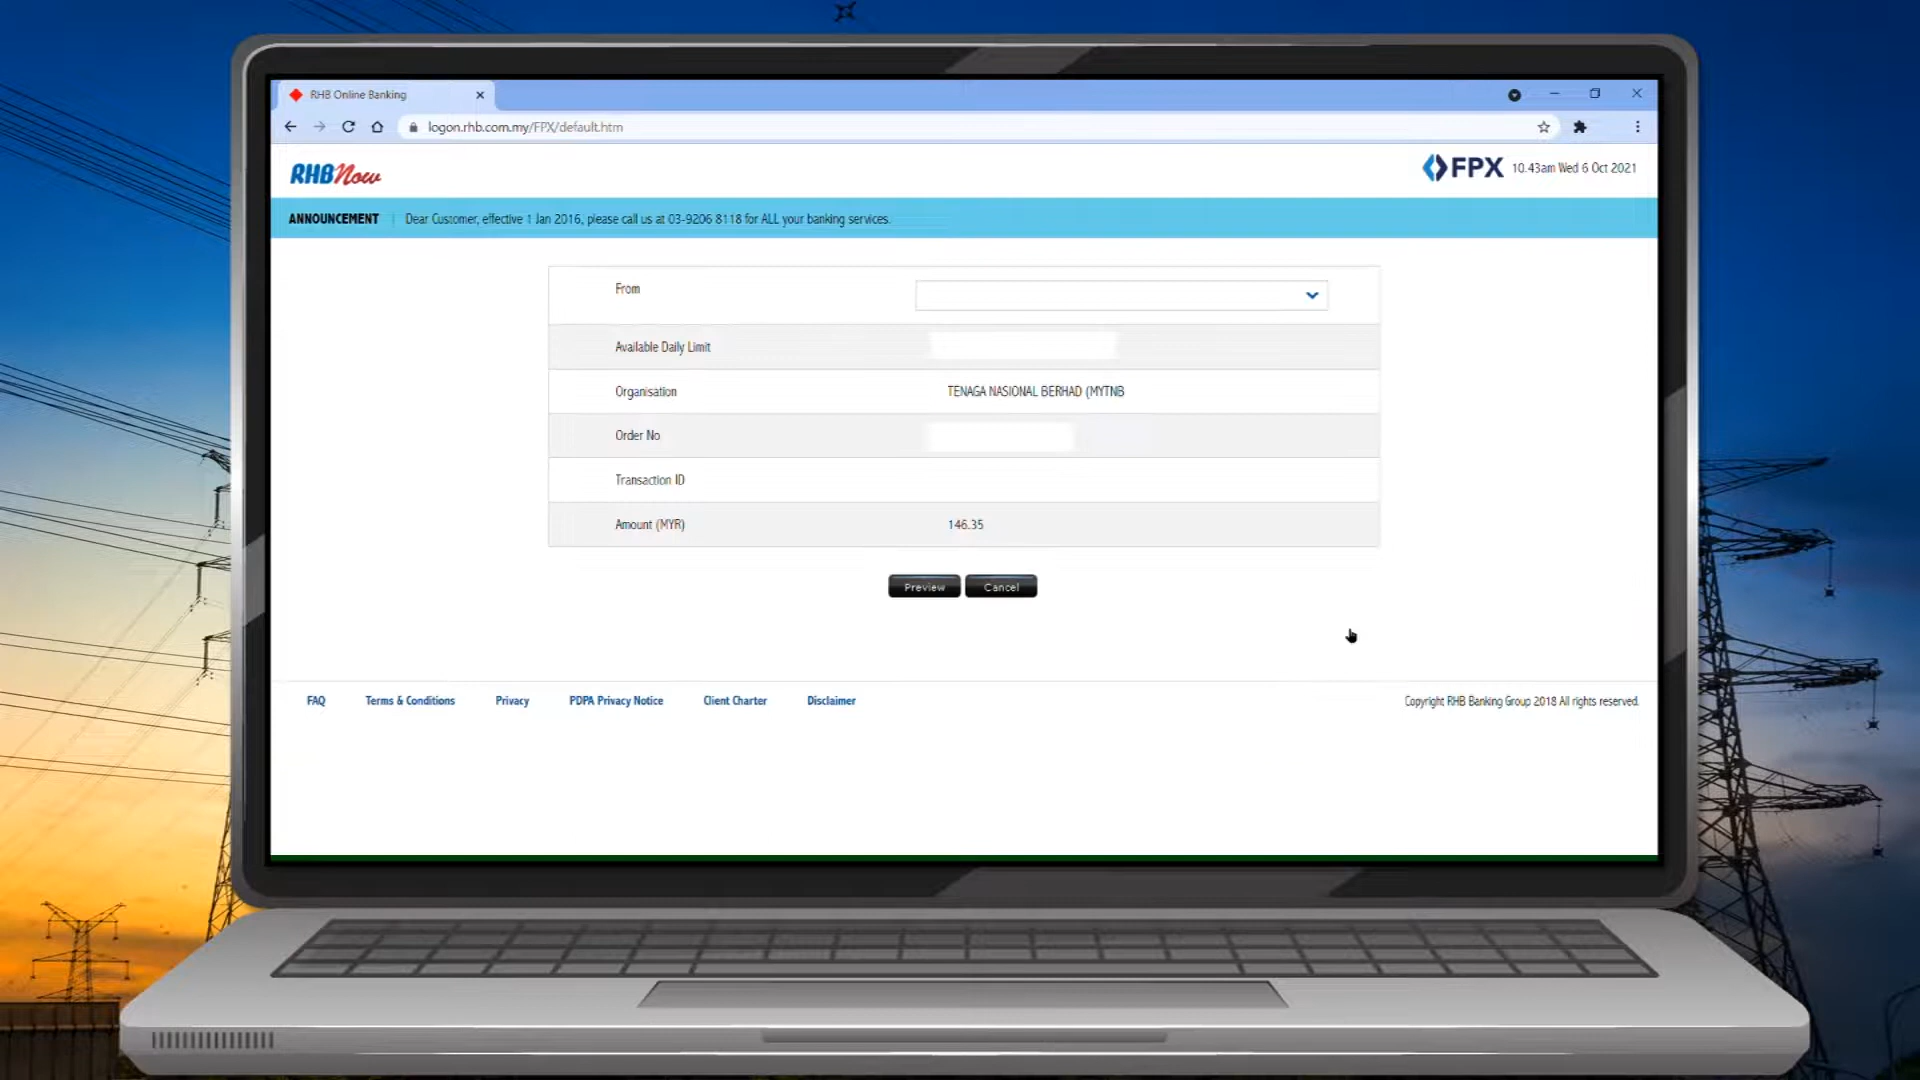 RHB Online Banking
logon.rhb.com.my/FPX/default.htm
RHBNow
FPX 10.43am Wed 6 Oct 2021
ANNOUNCEMENT | Dear Customer, effective 1 Jan 2016, please call us at 03-9206 8118 for ALL your banking services.
From
Available Daily Limit
Organisation TENAGA NASIONAL BERHAD (MYTNB
Order No
Transaction ID
Amount (MYR) 146.35
Preview Cancel
FAQ Terms & Conditions Privacy PDPA Privacy Notice Client Charter Disclaimer Copyright RHB Banking Group 2018 All rights reserved.